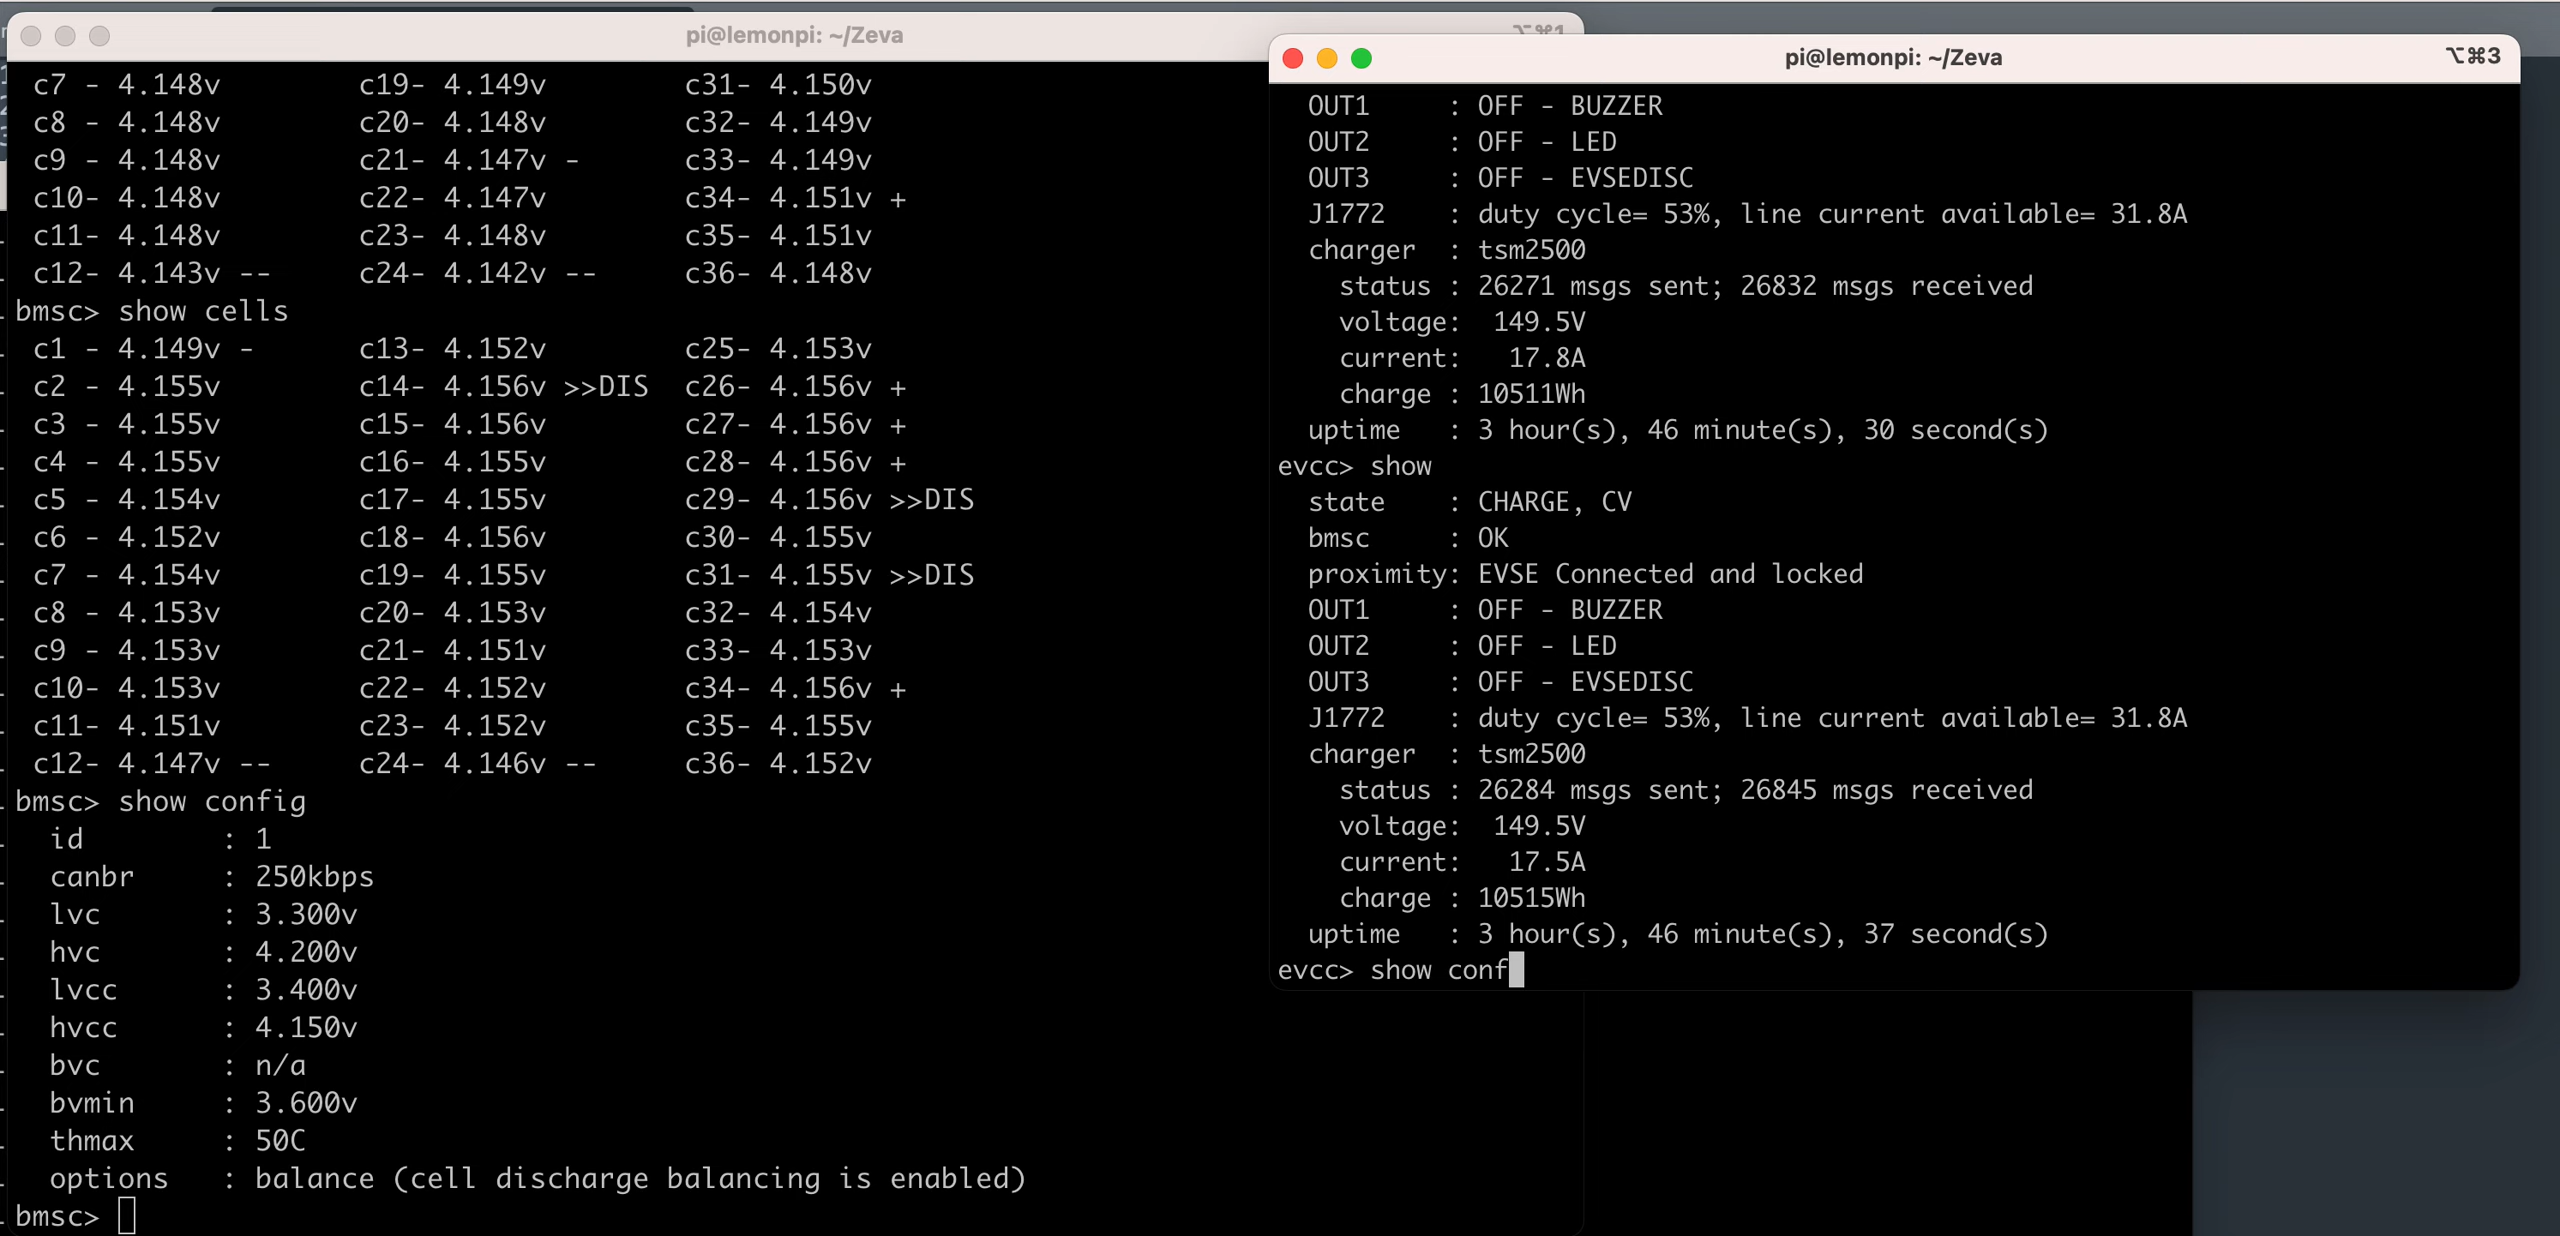 pi@lemonpi: ~/Zeva
c7 - 4.148v c19- 4.149v c31- 4.150v
c8 - 4.148v c20- 4.148v c32- 4.149v
c9 - 4.148v c21- 4.147v - c33- 4.149v
c10- 4.148v c22- 4.147v c34- 4.151v +
c11- 4.148v c23- 4.148v c35- 4.151v
c12- 4.143v -- c24- 4.142v -- c36- 4.148v
bmsc> show cells
c1 - 4.149v - c13- 4.152v c25- 4.153v
c2 - 4.155v c14- 4.156v >>DIS c26- 4.156v +
c3 - 4.155v c15- 4.156v c27- 4.156v +
c4 - 4.155v c16- 4.155v c28- 4.156v +
c5 - 4.154v c17- 4.155v c29- 4.156v >>DIS
c6 - 4.152v c18- 4.156v c30- 4.155v
c7 - 4.154v c19- 4.155v c31- 4.155v >>DIS
c8 - 4.153v c20- 4.153v c32- 4.154v
c9 - 4.153v c21- 4.151v c33- 4.153v
c10- 4.153v c22- 4.152v c34- 4.156v +
c11- 4.151v c23- 4.152v c35- 4.155v
c12- 4.147v -- c24- 4.146v -- c36- 4.152v
bmsc> show config
id : 1
canbr : 250kbps
lvc : 3.300v
hvc : 4.200v
lvcc : 3.400v
hvcc : 4.150v
bvc : n/a
bvmin : 3.600v
thmax : 50C
options : balance (cell discharge balancing is enabled)
bmsc>
pi@lemonpi: ~/Zeva ⌥⌘3
OUT1 : OFF - BUZZER
OUT2 : OFF - LED
OUT3 : OFF - EVSEDISC
J1772 : duty cycle= 53%, line current available= 31.8A
charger : tsm2500
status : 26271 msgs sent; 26832 msgs received
voltage: 149.5V
current: 17.8A
charge : 10511Wh
uptime : 3 hour(s), 46 minute(s), 30 second(s)
evcc> show
state : CHARGE, CV
bmsc : OK
proximity: EVSE Connected and locked
OUT1 : OFF - BUZZER
OUT2 : OFF - LED
OUT3 : OFF - EVSEDISC
J1772 : duty cycle= 53%, line current available= 31.8A
charger : tsm2500
status : 26284 msgs sent; 26845 msgs received
voltage: 149.5V
current: 17.5A
charge : 10515Wh
uptime : 3 hour(s), 46 minute(s), 37 second(s)
evcc> show conf